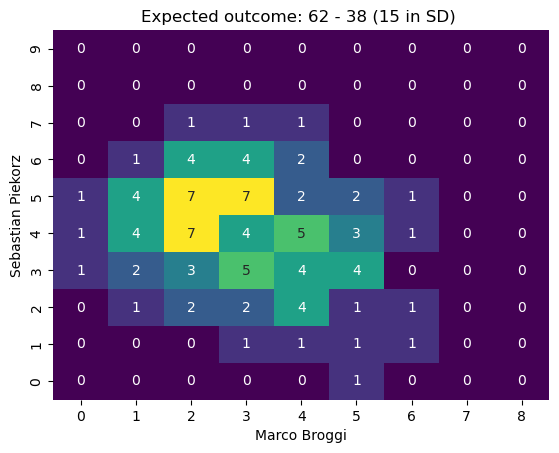 Expected outcome: 62 - 38 (15 in SD)
Sebastian Piekorz
9 0 0 0 0 0 0 0 0 0
8 0 0 0 0 0 0 0 0 0
7 0 0 1 1 1 0 0 0 0
6 0 1 4 4 2 0 0 0 0
5 1 4 7 7 2 2 1 0 0
4 1 4 7 4 5 3 1 0 0
3 1 2 3 5 4 4 0 0 0
2 0 1 2 2 4 1 1 0 0
1 0 0 0 1 1 1 1 0 0
0 0 0 0 0 0 1 0 0 0
0 1 2 3 4 5 6 7 8
Marco Broggi